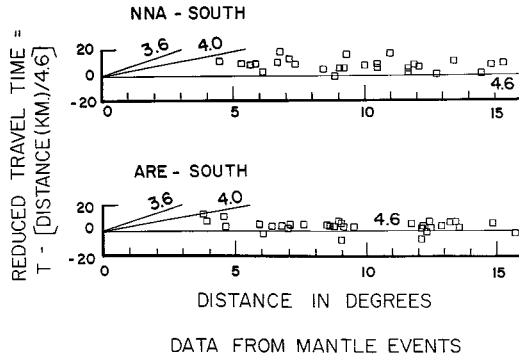 NNA - SOUTH
REDUCED TRAVEL TIME =
T - [DISTANCE (KM.)/4.6]
20
0
-20
3.6
4.0
4.6
0 5 10 15
ARE - SOUTH
20
0
-20
3.6
4.0
4.6
5 10 15
DISTANCE IN DEGREES
DATA FROM MANTLE EVENTS